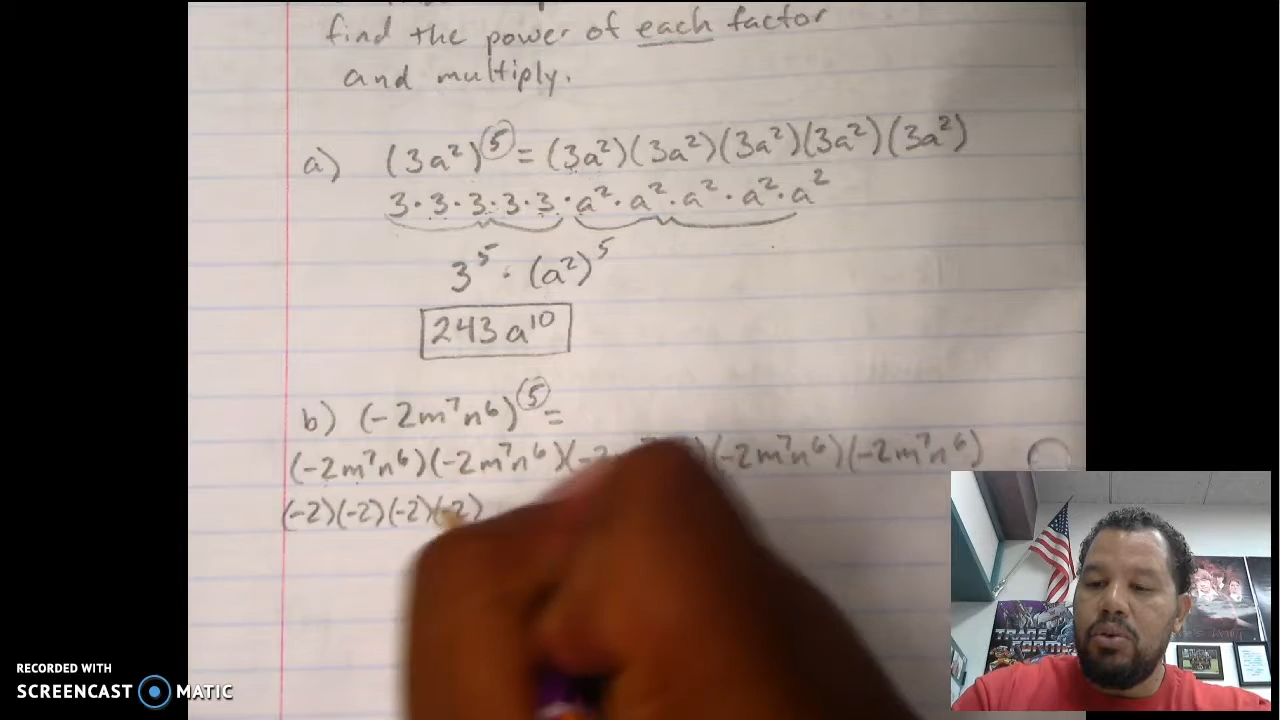 find the power of each factor
and multiply.
a) (3a²)⁵ = (3a²)(3a²)(3a²)(3a²)(3a²)
3·3·3·3·3·a²·a²·a²·a²·a²
3⁵·(a²)⁵
243a¹⁰
b) (-2m⁷n⁶)⁵=
(-2m⁷n⁶)(-2m⁷n⁶)(-2 (-2m⁷n⁶)(-2m⁷n⁶)
(-2)(-2)(-2)(-2)
RECORDED WITH
SCREENCAST MATIC